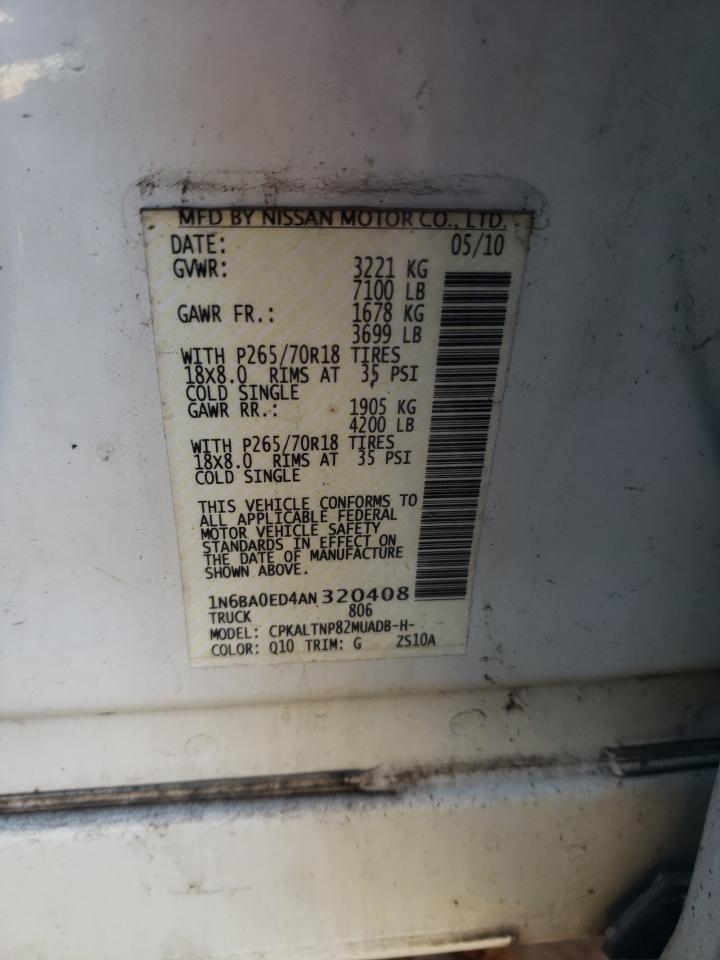 MFD BY NISSAN MOTOR CO., LTD.
DATE: 05/10
GVWR: 3221 KG
7100 LB
GAWR FR.: 1678 KG
3699 LB
WITH P265/70R18 TIRES
18X8.0 RIMS AT 35 PSI
COLD SINGLE
GAWR RR.: 1905 KG
4200 LB
WITH P265/70R18 TIRES
18X8.0 RIMS AT 35 PSI
COLD SINGLE
THIS VEHICLE CONFORMS TO
ALL APPLICABLE FEDERAL
MOTOR VEHICLE SAFETY
STANDARDS IN EFFECT ON
THE DATE OF MANUFACTURE
SHOWN ABOVE.
1N6BA0ED4AN320408
TRUCK 806
MODEL: CPKALTNP82MUADB-H-
COLOR: Q10 TRIM: G ZS10A